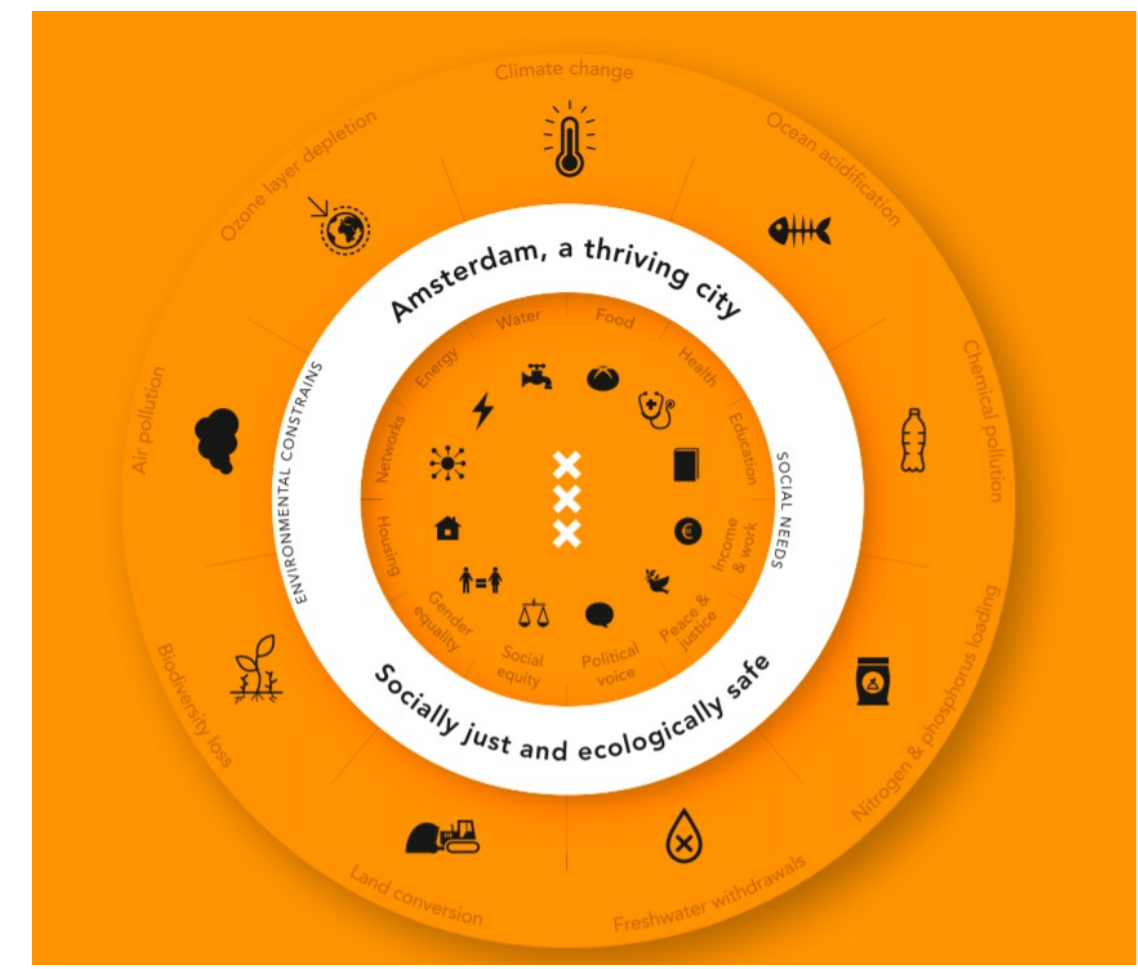 Climate change
Ocean acidification
Chemical pollution
Nitrogen & phosphorus loading
Freshwater withdrawals
Land conversion
Biodiversity loss
Air pollution
Ozone layer depletion
Amsterdam, a thriving city
SOCIAL NEEDS
Socially just and ecologically safe
ENVIRONMENTAL CONSTRAINS
Water
Food
Health
Education
Income
& work
Peace &
justice
Political
voice
Social
equity
Gender
equality
Housing
Networks
Energy
€